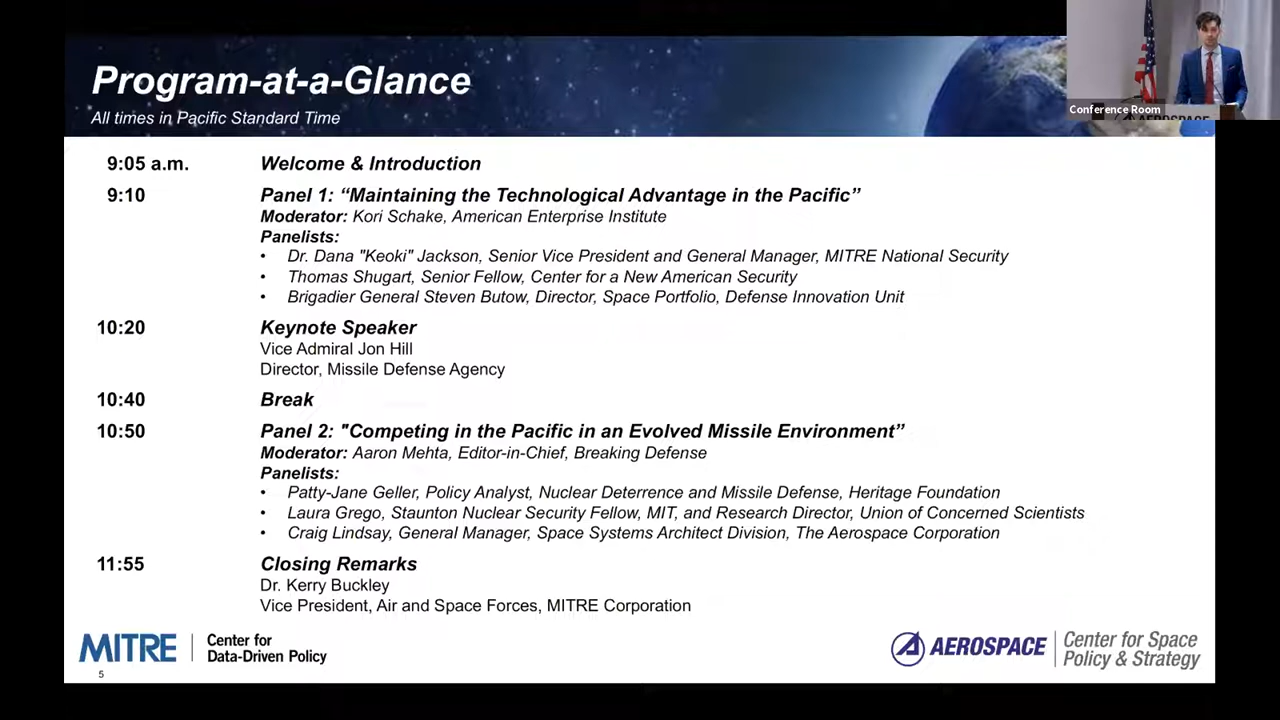 Program-at-a-Glance
All times in Pacific Standard Time
Conference Room
AEROSPACE
9:05 a.m. Welcome & Introduction
9:10 Panel 1: “Maintaining the Technological Advantage in the Pacific”
Moderator: Kori Schake, American Enterprise Institute
Panelists:
• Dr. Dana "Keoki" Jackson, Senior Vice President and General Manager, MITRE National Security
• Thomas Shugart, Senior Fellow, Center for a New American Security
• Brigadier General Steven Butow, Director, Space Portfolio, Defense Innovation Unit
10:20 Keynote Speaker
Vice Admiral Jon Hill
Director, Missile Defense Agency
10:40 Break
10:50 Panel 2: "Competing in the Pacific in an Evolved Missile Environment”
Moderator: Aaron Mehta, Editor-in-Chief, Breaking Defense
Panelists:
• Patty-Jane Geller, Policy Analyst, Nuclear Deterrence and Missile Defense, Heritage Foundation
• Laura Grego, Staunton Nuclear Security Fellow, MIT, and Research Director, Union of Concerned Scientists
• Craig Lindsay, General Manager, Space Systems Architect Division, The Aerospace Corporation
11:55 Closing Remarks
Dr. Kerry Buckley
Vice President, Air and Space Forces, MITRE Corporation
MITRE | Center for
Data-Driven Policy
AEROSPACE | Center for Space
Policy & Strategy
5